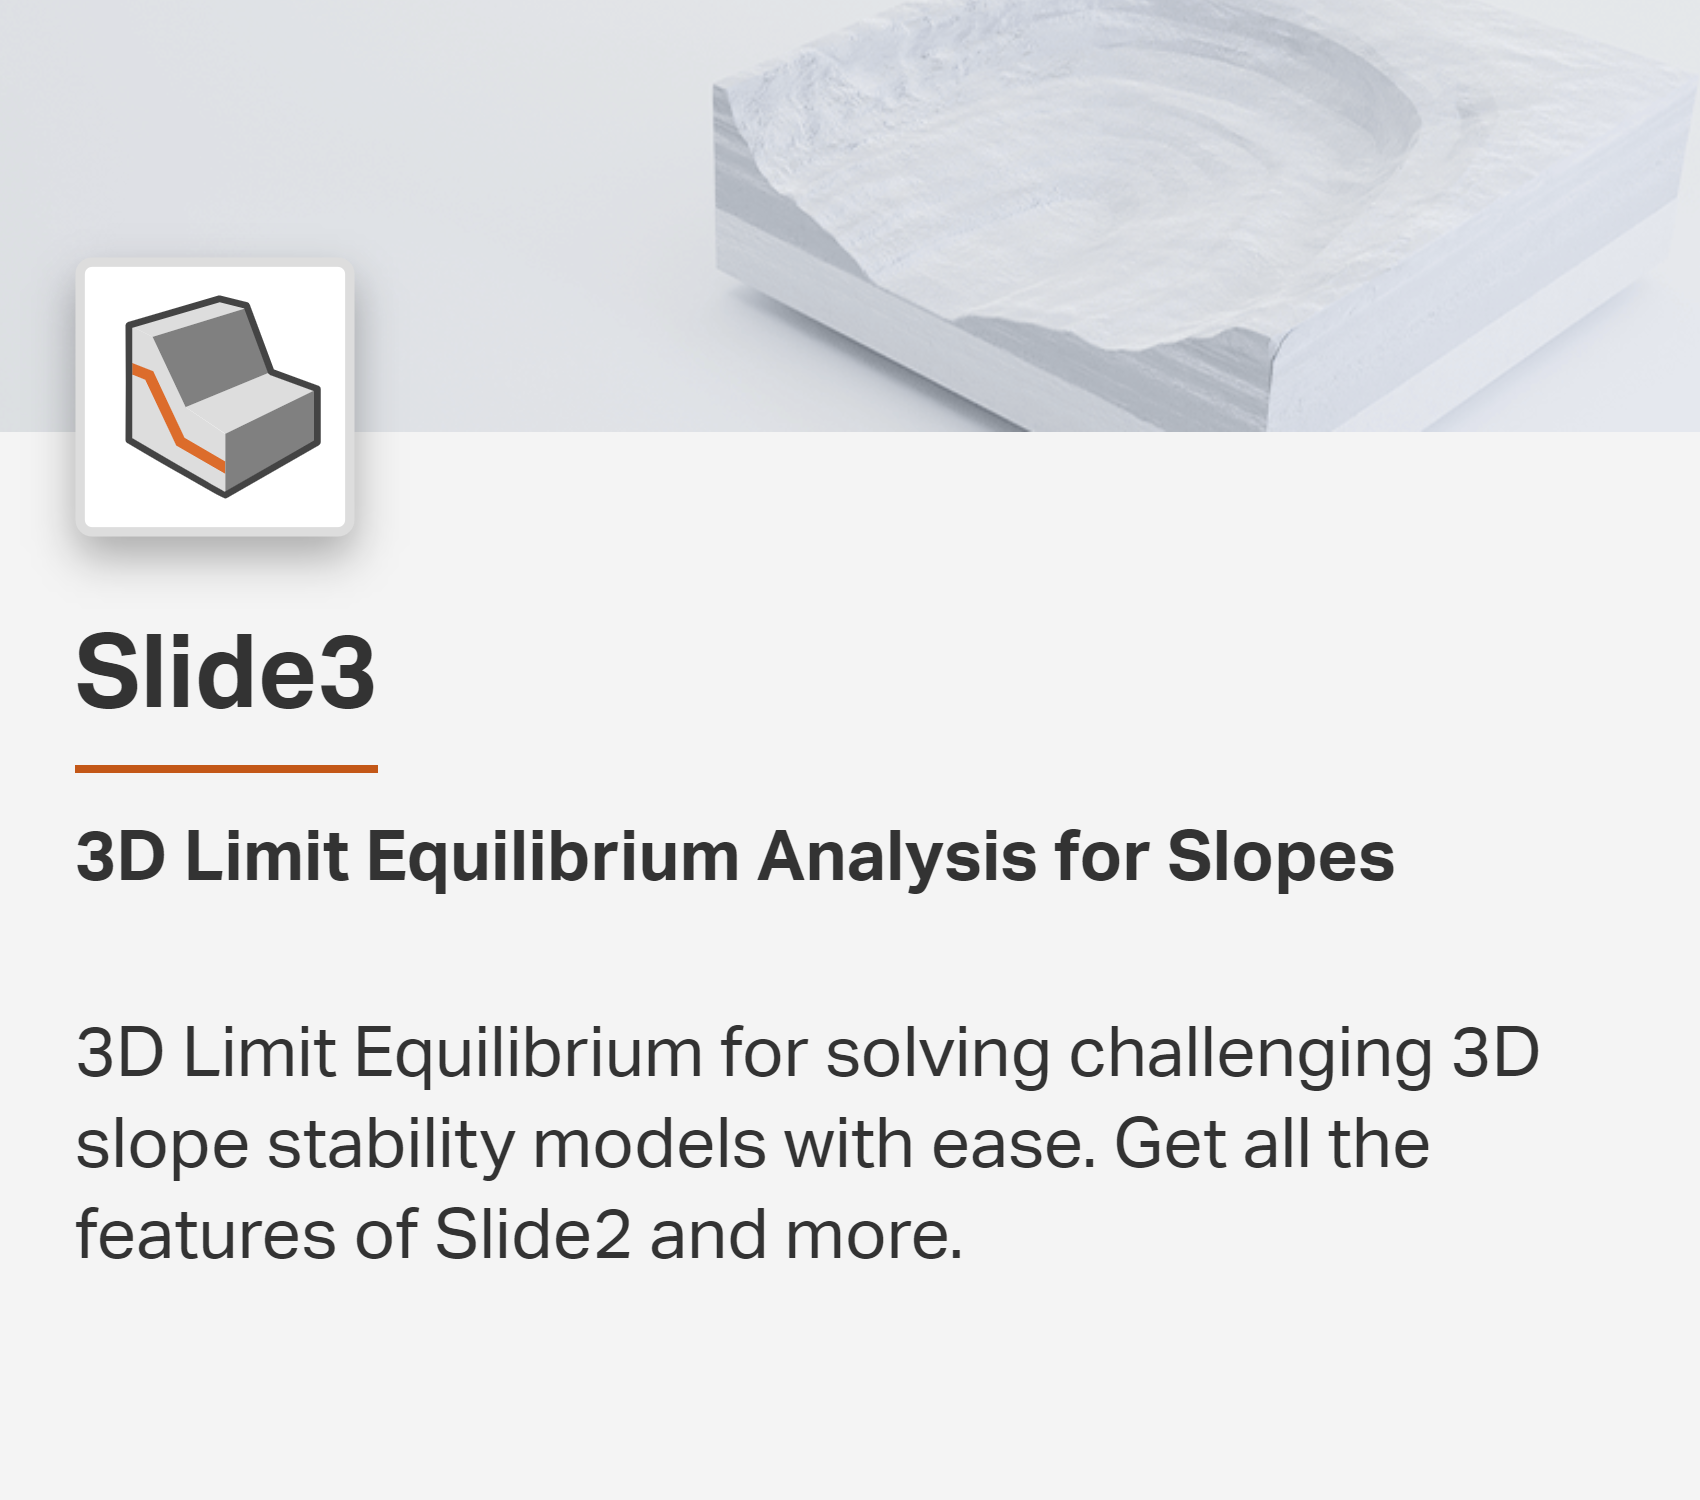 Slide3
3D Limit Equilibrium Analysis for Slopes
3D Limit Equilibrium for solving challenging 3D
slope stability models with ease. Get all the
features of Slide2 and more.